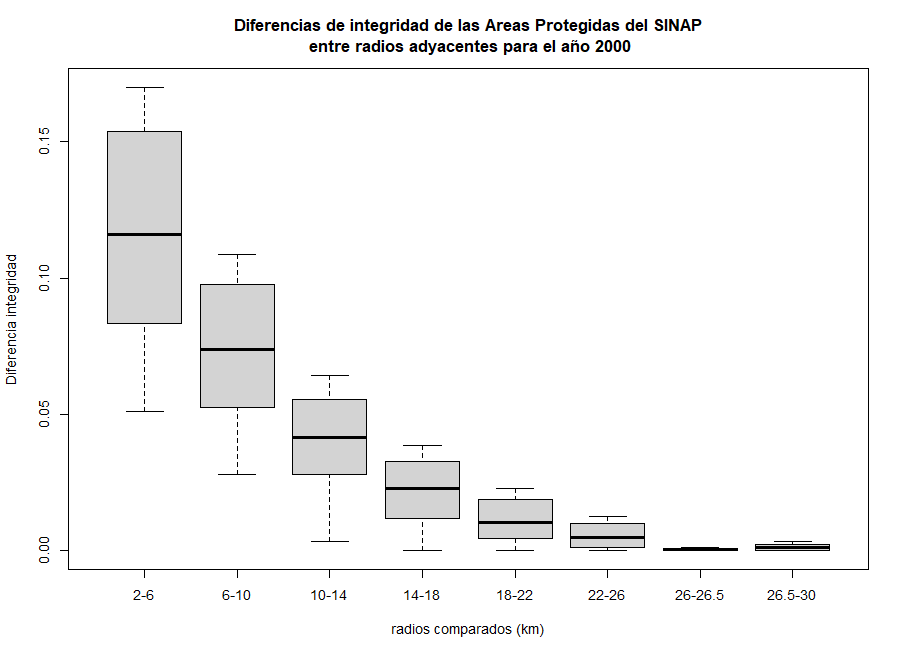 Diferencias de integridad de las Areas Protegidas del SINAP
entre radios adyacentes para el año 2000
Diferencia integridad
0.15
0.10
0.05
0.00
2-6 6-10 10-14 14-18 18-22 22-26 26-26.5 26.5-30
radios comparados (km)